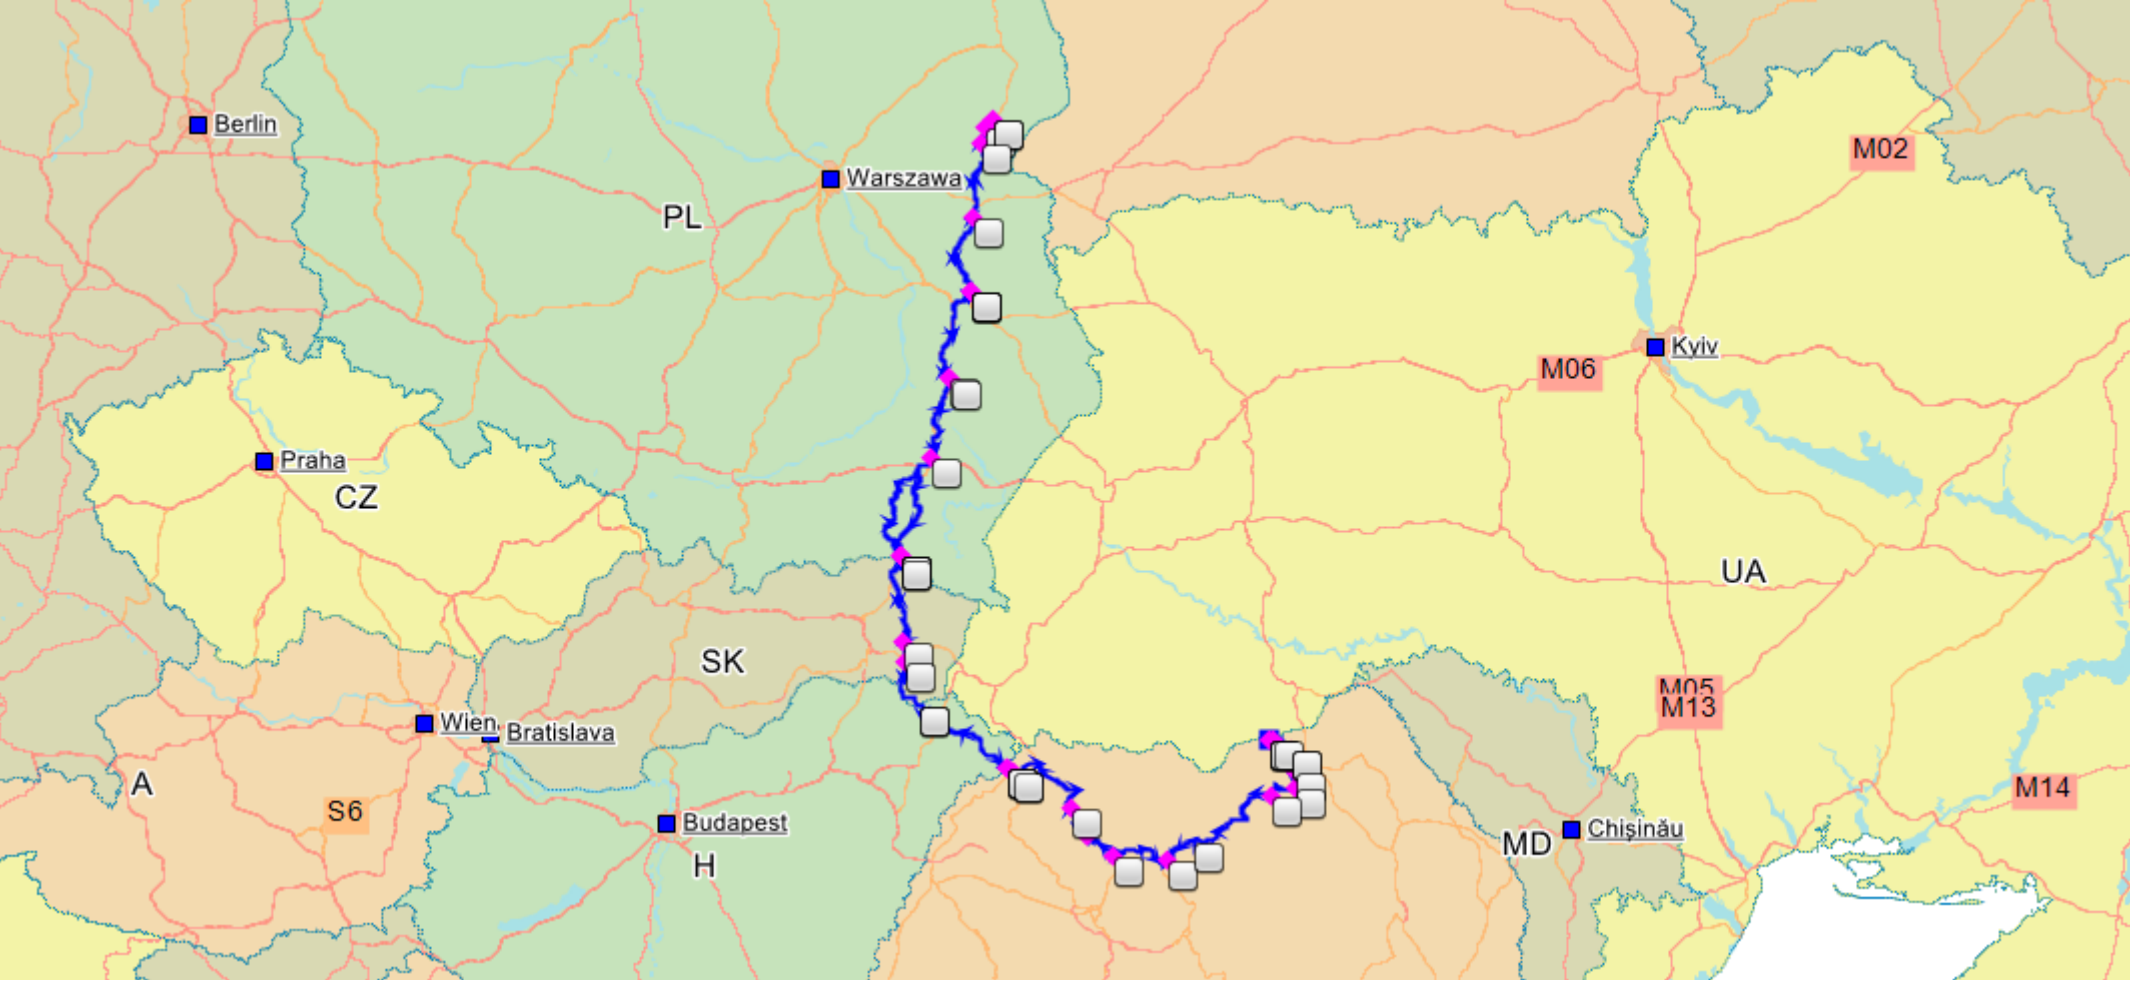 Berlin
M02
Warszawa
PL
Kyiv
M06
Praha
CZ
UA
SK
M05
M13
Wien
Bratislava
A
M14
S6
Budapest
Chişinău
MD
H